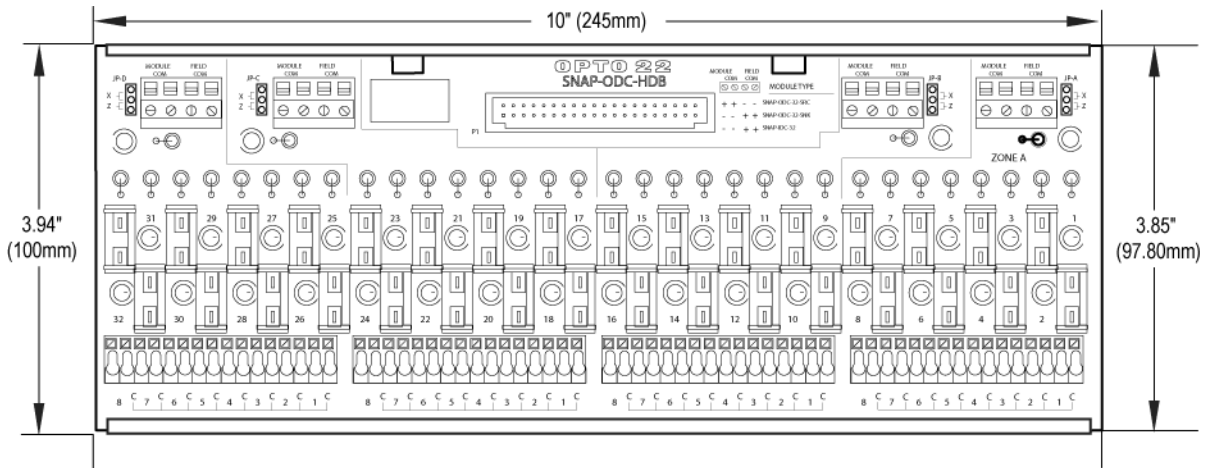 10" (245mm)
OPTO 22
SNAP-ODC-HDB
JP-D MODULE COM FIELD COM
X
Z
JP-C MODULE COM FIELD COM
X
Z
P1
MODULE COM FIELD COM MODULE TYPE
+ + - - SNAP-ODC-32-SRC
- - + + SNAP-ODC-32-SNK
- - + + SNAP-IDC-32
MODULE COM FIELD COM JP-B
X
Z
MODULE COM FIELD COM JP-A
X
Z
ZONE A
3.94"
(100mm)
3.85"
(97.80mm)
31 29 27 25 23 21 19 17 15 13 11 9 7 5 3 1
32 30 28 26 24 22 20 18 16 14 12 10 8 6 4 2
8 C 7 C 6 C 5 C 4 C 3 C 2 C 1 C 8 C 7 C 6 C 5 C 4 C 3 C 2 C 1 C 8 C 7 C 6 C 5 C 4 C 3 C 2 C 1 C 8 C 7 C 6 C 5 C 4 C 3 C 2 C 1 C